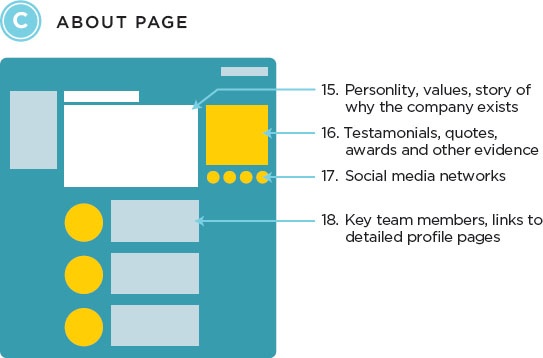 C ABOUT PAGE
15. Personlity, values, story of
why the company exists
16. Testamonials, quotes,
awards and other evidence
17. Social media networks
18. Key team members, links to
detailed profile pages